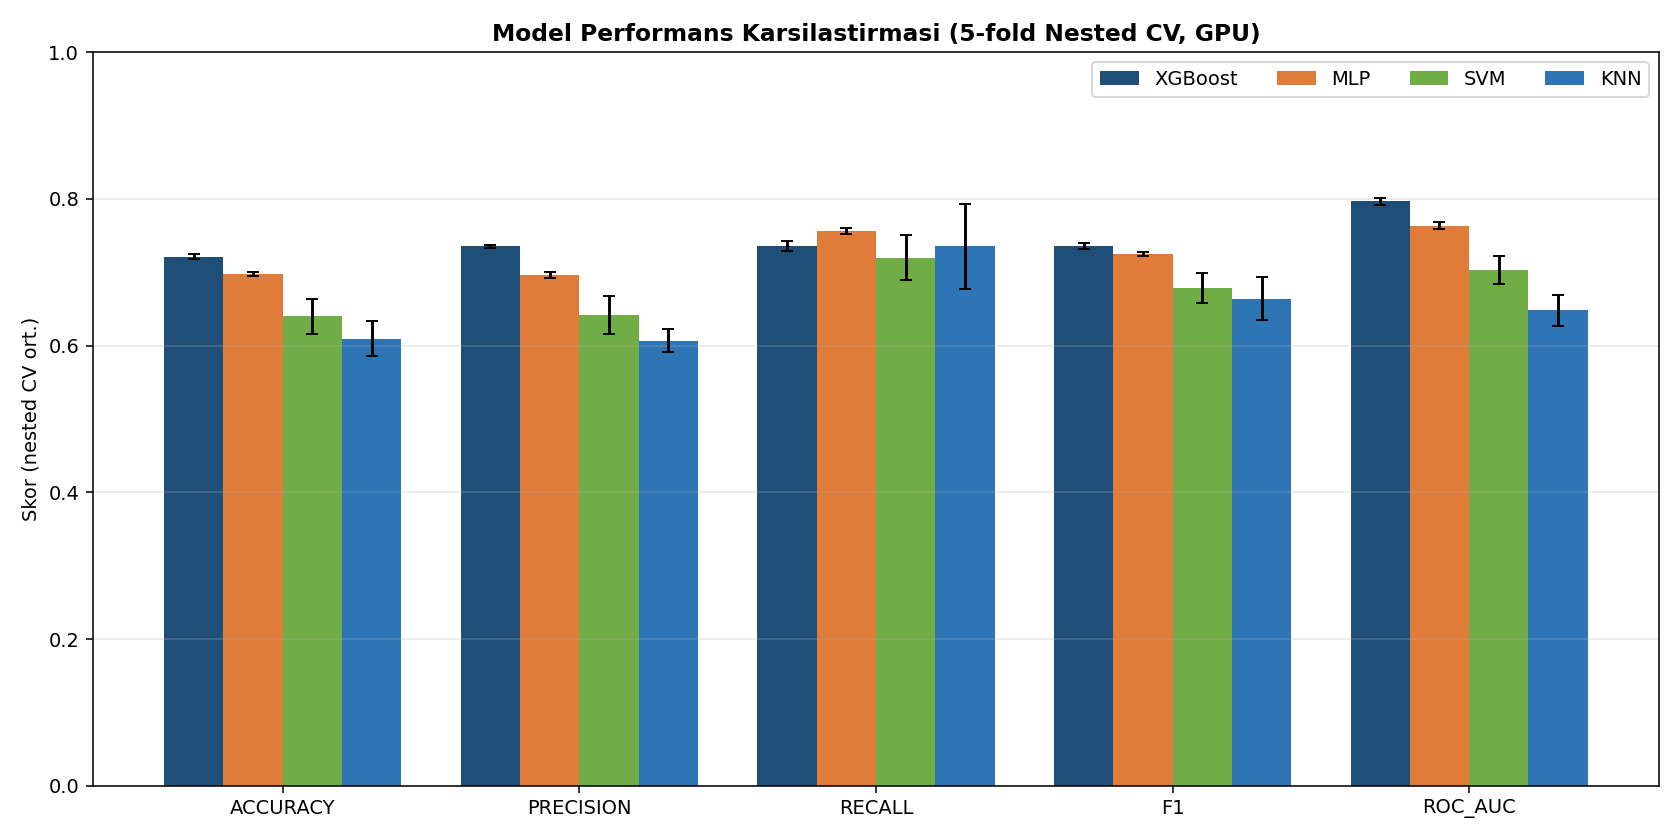 Model Performans Karsilastirmasi (5-fold Nested CV, GPU)
XGBoost MLP SVM KNN
Skor (nested CV ort.)
1.0
0.8
0.6
0.4
0.2
0.0
ACCURACY PRECISION RECALL F1 ROC_AUC